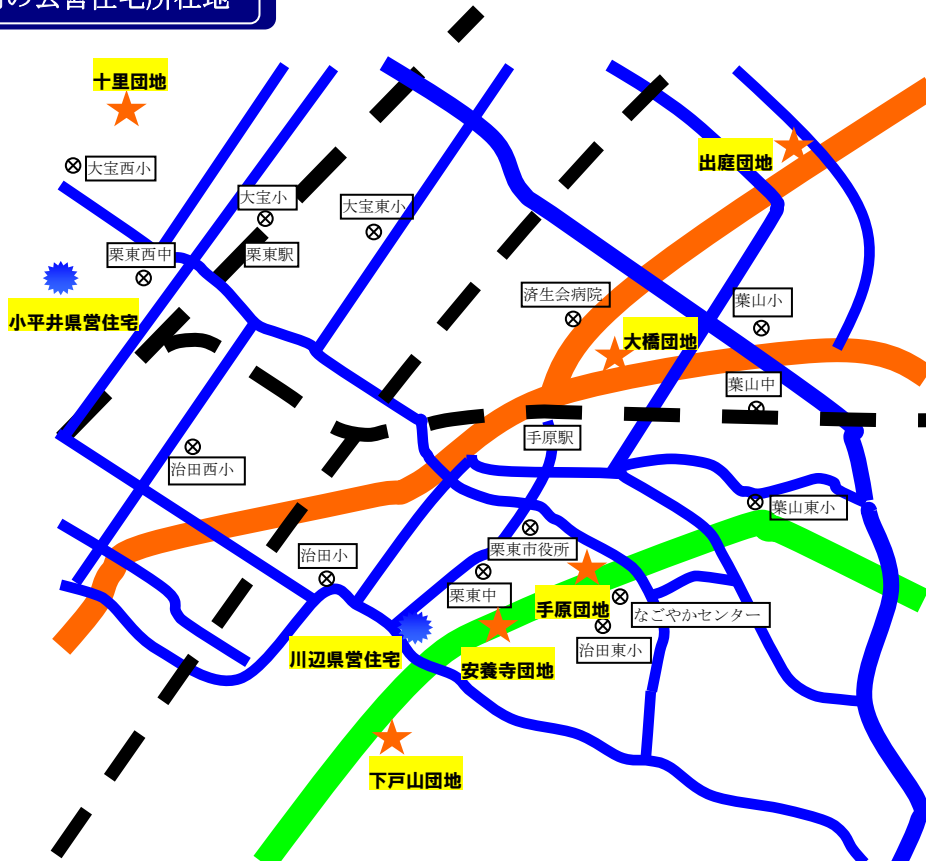 の公営住宅所在地
十里団地
大宝西小
出庭団地
大宝小
大宝東小
栗東西中
栗東駅
小平井県営住宅
済生会病院
葉山小
大橋団地
葉山中
手原駅
治田西小
葉山東小
栗東市役所
治田小
栗東中
手原団地
なごやかセンター
川辺県営住宅
安養寺団地
治田東小
下戸山団地